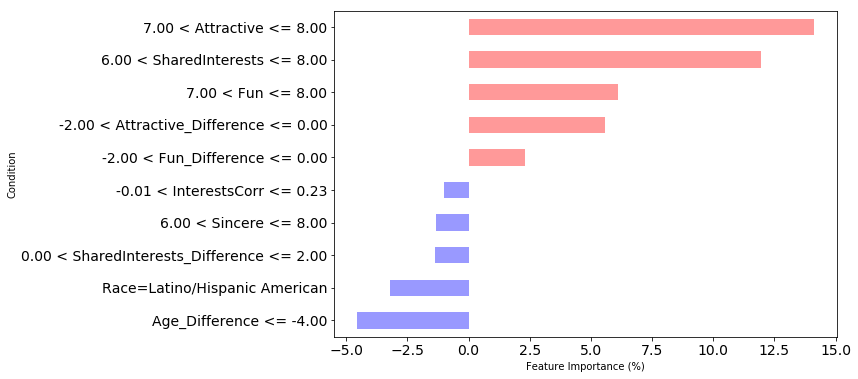 7.00 < Attractive <= 8.00
6.00 < SharedInterests <= 8.00
7.00 < Fun <= 8.00
-2.00 < Attractive_Difference <= 0.00
-2.00 < Fun_Difference <= 0.00
-0.01 < InterestsCorr <= 0.23
6.00 < Sincere <= 8.00
0.00 < SharedInterests_Difference <= 2.00
Race=Latino/Hispanic American
Age_Difference <= -4.00
Condition
−5.0 −2.5 0.0 2.5 5.0 7.5 10.0 12.5 15.0
Feature Importance (%)